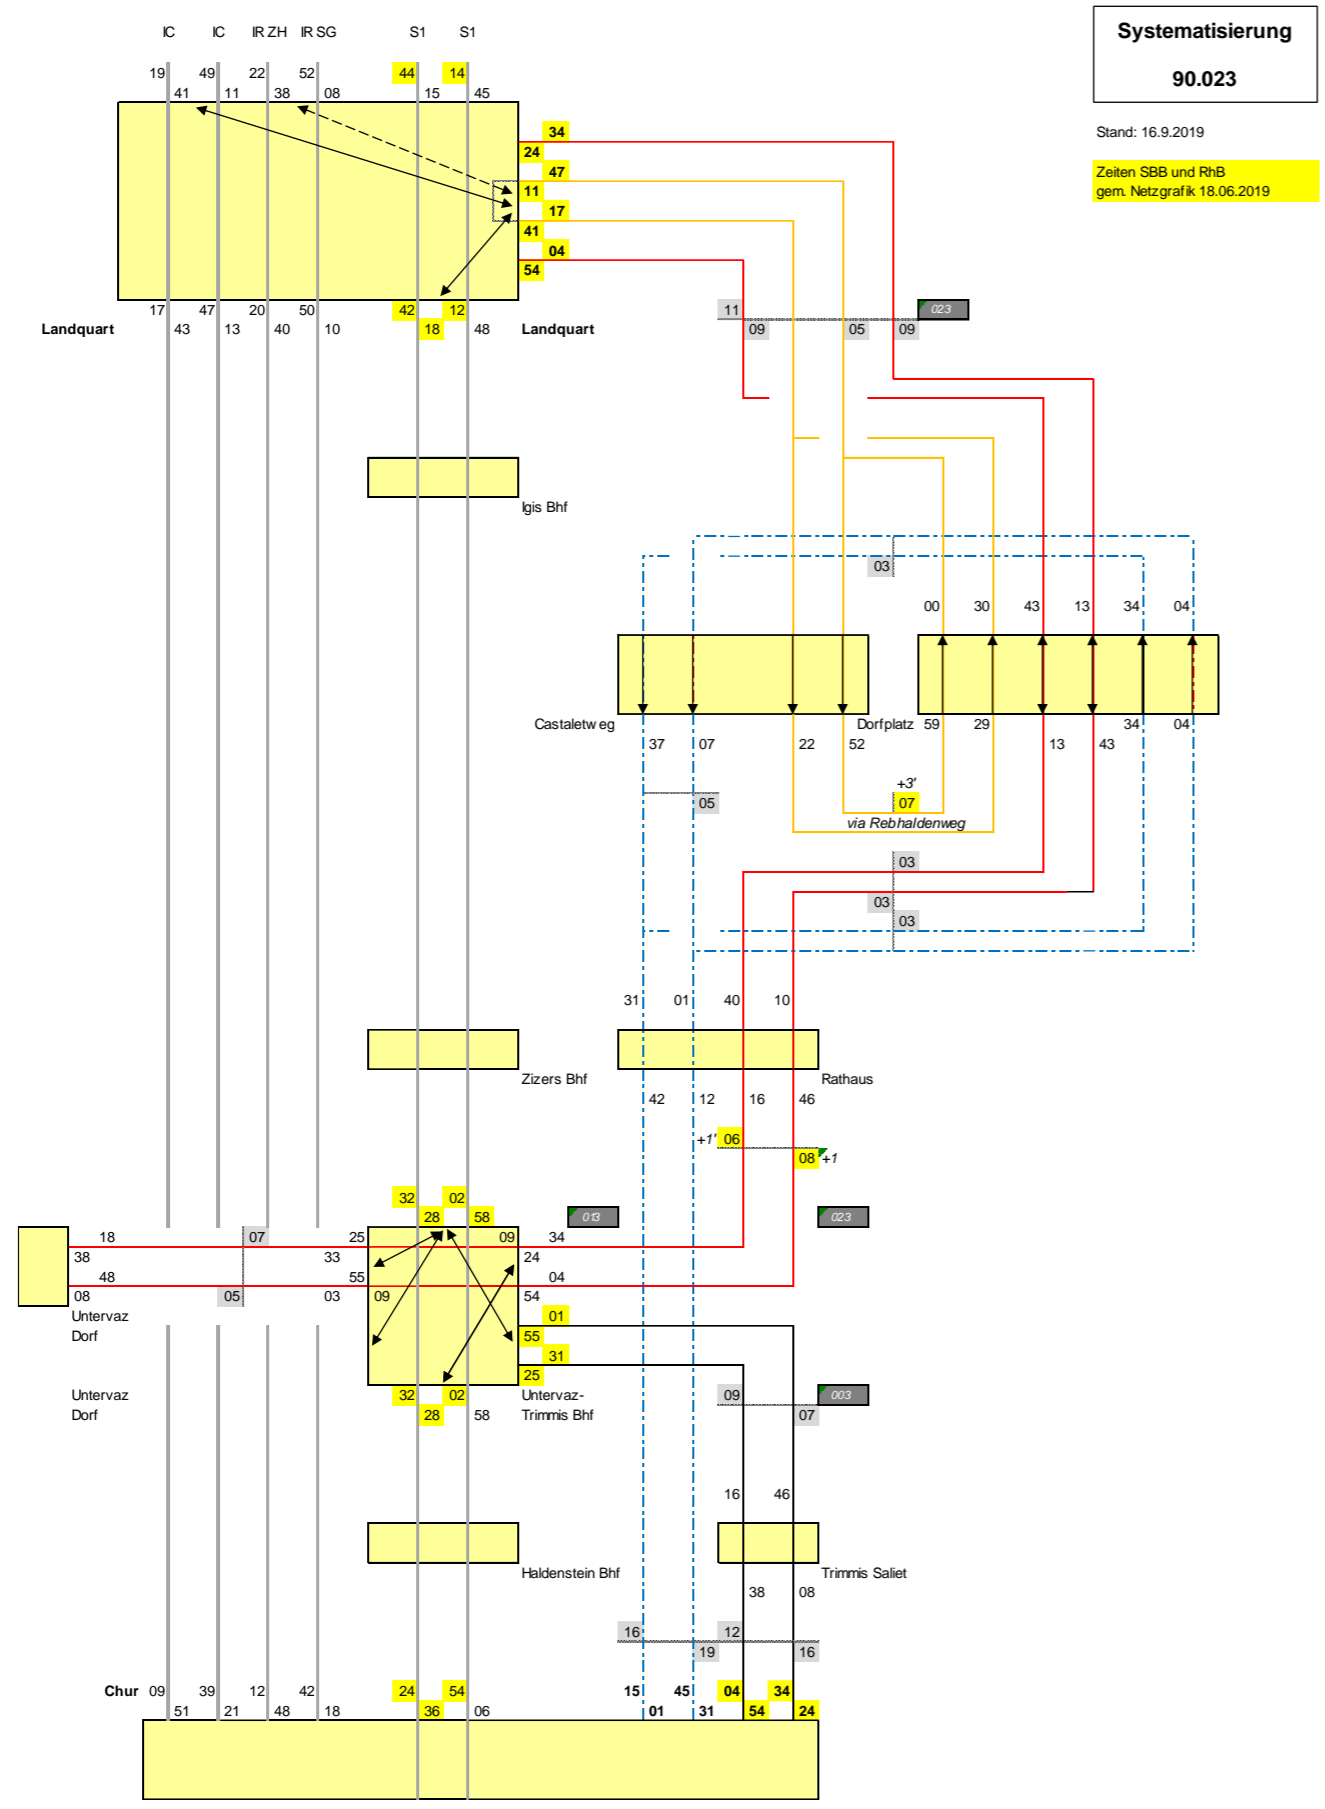 Systematisierung
90.023
Stand: 16.9.2019
Zeiten SBB und RhB
gem. Netzgrafik 18.06.2019
IC IC IR ZH IR SG S1 S1
19 49 22 52 44 14
41 11 38 08 15 45
34
24
47
11
17
41
04
54
17 47 20 50 42 12
Landquart 43 13 40 10 18 48 Landquart
11 023
09 05 09
Igis Bhf
03
00 30 43 13 34 04
Castaletweg Dorfplatz 59 29 34 04
37 07 22 52 13 43
+3'
05 07
via Rebhaldenweg
03
03
03
31 01 40 10
Zizers Bhf Rathaus
42 12 16 46
+1' 06
08 +1
32 02
28 58 013 023
18 07 25 09 34
38 33 24
48 55 04
08 05 03 09 54
Untervaz 01
Dorf 55
31
25
Untervaz 32 02 Untervaz- 09 003
Dorf 28 58 Trimmis Bhf 07
16 46
Haldenstein Bhf Trimmis Saliet
38 08
16 12
19 16
Chur 09 39 12 42 24 54 15 45 04 34
51 21 48 18 36 06 01 31 54 24